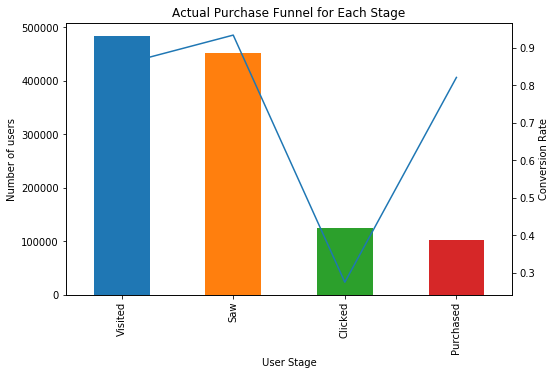 Actual Purchase Funnel for Each Stage
500000
400000
300000
200000
100000
0
Number of users
0.9
0.8
0.7
0.6
0.5
0.4
0.3
Conversion Rate
Visited
Saw
Clicked
Purchased
User Stage